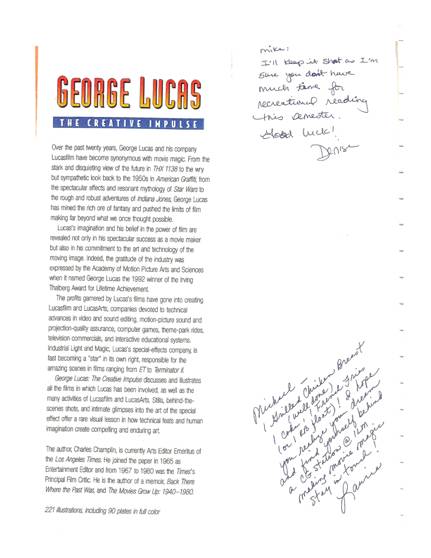 GEORGE LUCAS
THE CREATIVE IMPULSE
Over the past twenty years, George Lucas and his company
Lucasfilm have become synonymous with movie magic. From the
stark and disquieting view of the future in THX 1138 to the wry
but sympathetic look back to the 1950s in American Graffiti; from
the spectacular effects and resonant mythology of Star Wars to
the rough and robust adventures of Indiana Jones, George Lucas
has mined the rich ore of fantasy and pushed the limits of film
making far beyond what we once thought possible.
Lucas's imagination and his belief in the power of film are
revealed not only in his spectacular success as a movie maker
but also in his commitment to the art and technology of the
moving image. Indeed, the gratitude of the industry was
expressed by the Academy of Motion Picture Arts and Sciences
when it named George Lucas the 1992 winner of the Irving
Thalberg Award for Lifetime Achievement.
The profits garnered by Lucas's films have gone into creating
Lucasfilm and LucasArts, companies devoted to technical
advances in video and sound editing, motion-picture sound and
projection-quality assurance, computer games, theme-park rides,
television commercials, and interactive educational systems.
Industrial Light and Magic, Lucas's special-effects company, is
fast becoming a "star" in its own right, responsible for the
amazing scenes in films ranging from ET to Terminator II.
George Lucas: The Creative Impulse discusses and illustrates
all the films in which Lucas has been involved, as well as the
many activities of Lucasfilm and LucasArts. Stills, behind-the-
scenes shots, and intimate glimpses into the art of the special
effect offer a rare visual lesson in how technical feats and human
imagination create compelling and enduring art.
The author, Charles Champlin, is currently Arts Editor Emeritus of
the Los Angeles Times. He joined the paper in 1965 as
Entertainment Editor and from 1967 to 1980 was the Times's
Principal Film Critic. He is the author of a memoir, Back There
Where the Past Was, and The Movies Grow Up: 1940–1980.
221 illustrations, including 90 plates in full color
mike:
I'll keep it short as I'm
sure you don't have
much time for
recreational reading
this semester.
Good luck!
Denise
Michael –
1 Grilled Chicken Breast
(cooked well done)
1 Cajun French Fries
(or 1 KB flast)! I hope
you realize your dream
and find yourself behind
a CG station @ ILM
making movie magic
Stay in touch!
Laurie